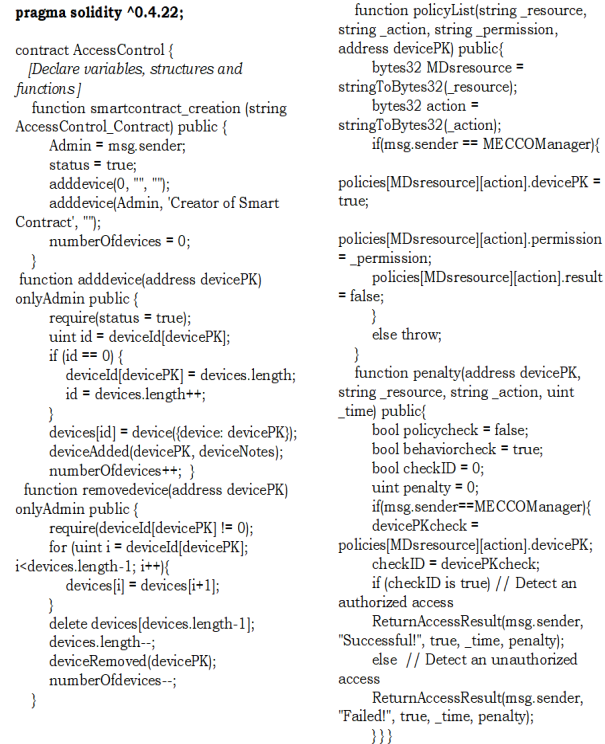 pragma solidity ^0.4.22;
contract AccessControl {
[Declare variables, structures and
functions]
function smartcontract_creation (string
AccessControl_Contract) public {
Admin = msg.sender;
status = true;
adddevice(0, "", "");
adddevice(Admin, 'Creator of Smart
Contract', "");
numberOfdevices = 0;
}
function adddevice(address devicePK)
onlyAdmin public {
require(status = true);
uint id = deviceId[devicePK];
if (id == 0) {
deviceId[devicePK] = devices.length;
id = devices.length++;
}
devices[id] = device({device: devicePK});
deviceAdded(devicePK, deviceNotes);
numberOfdevices++; }
function removedevice(address devicePK)
onlyAdmin public {
require(deviceId[devicePK] != 0);
for (uint i = deviceId[devicePK];
i<devices.length-1; i++){
devices[i] = devices[i+1];
}
delete devices[devices.length-1];
devices.length--;
deviceRemoved(devicePK);
numberOfdevices--;
}
function policyList(string _resource,
string _action, string _permission,
address devicePK) public{
bytes32 MDsresource =
stringToBytes32(_resource);
bytes32 action =
stringToBytes32(_action);
if(msg.sender == MECCOManager){
policies[MDsresource][action].devicePK =
true;
policies[MDsresource][action].permission
= _permission;
policies[MDsresource][action].result
= false;
}
else throw;
}
function penalty(address devicePK,
string _resource, string _action, uint
_time) public{
bool policycheck = false;
bool behaviorcheck = true;
bool checkID = 0;
uint penalty = 0;
if(msg.sender==MECCOManager){
devicePKcheck =
policies[MDsresource][action].devicePK;
checkID = devicePKcheck;
if (checkID is true) // Detect an
authorized access
ReturnAccessResult(msg.sender,
"Successful!", true, _time, penalty);
else // Detect an unauthorized
access
ReturnAccessResult(msg.sender,
"Failed!", true, _time, penalty);
} } }